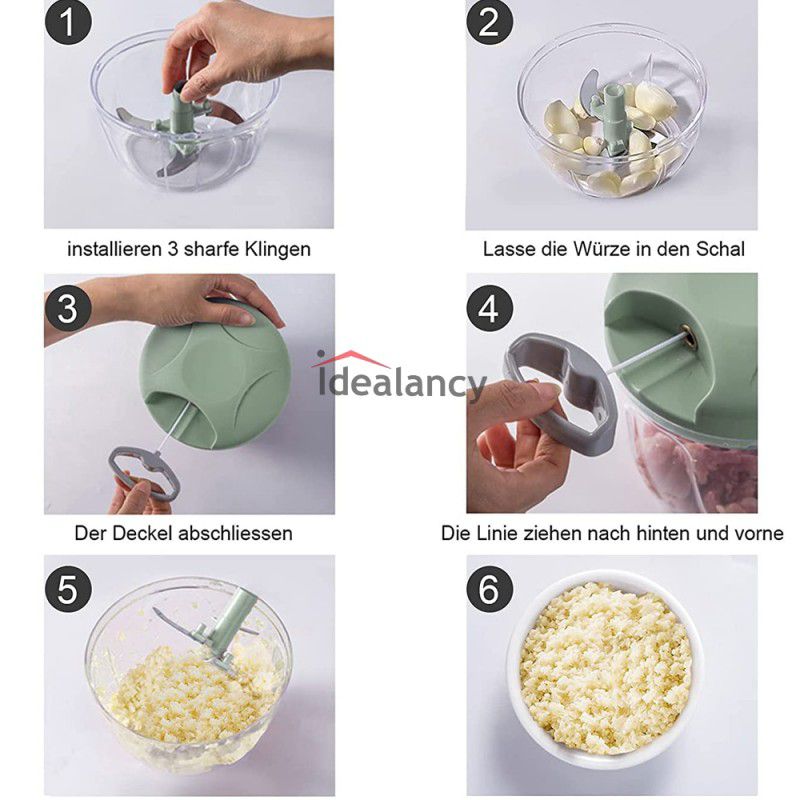 1
2
installieren 3 sharfe Klingen
Lasse die Würze in den Schal
3
4
idealancy
Der Deckel abschliessen
Die Linie ziehen nach hinten und vorne
5
6